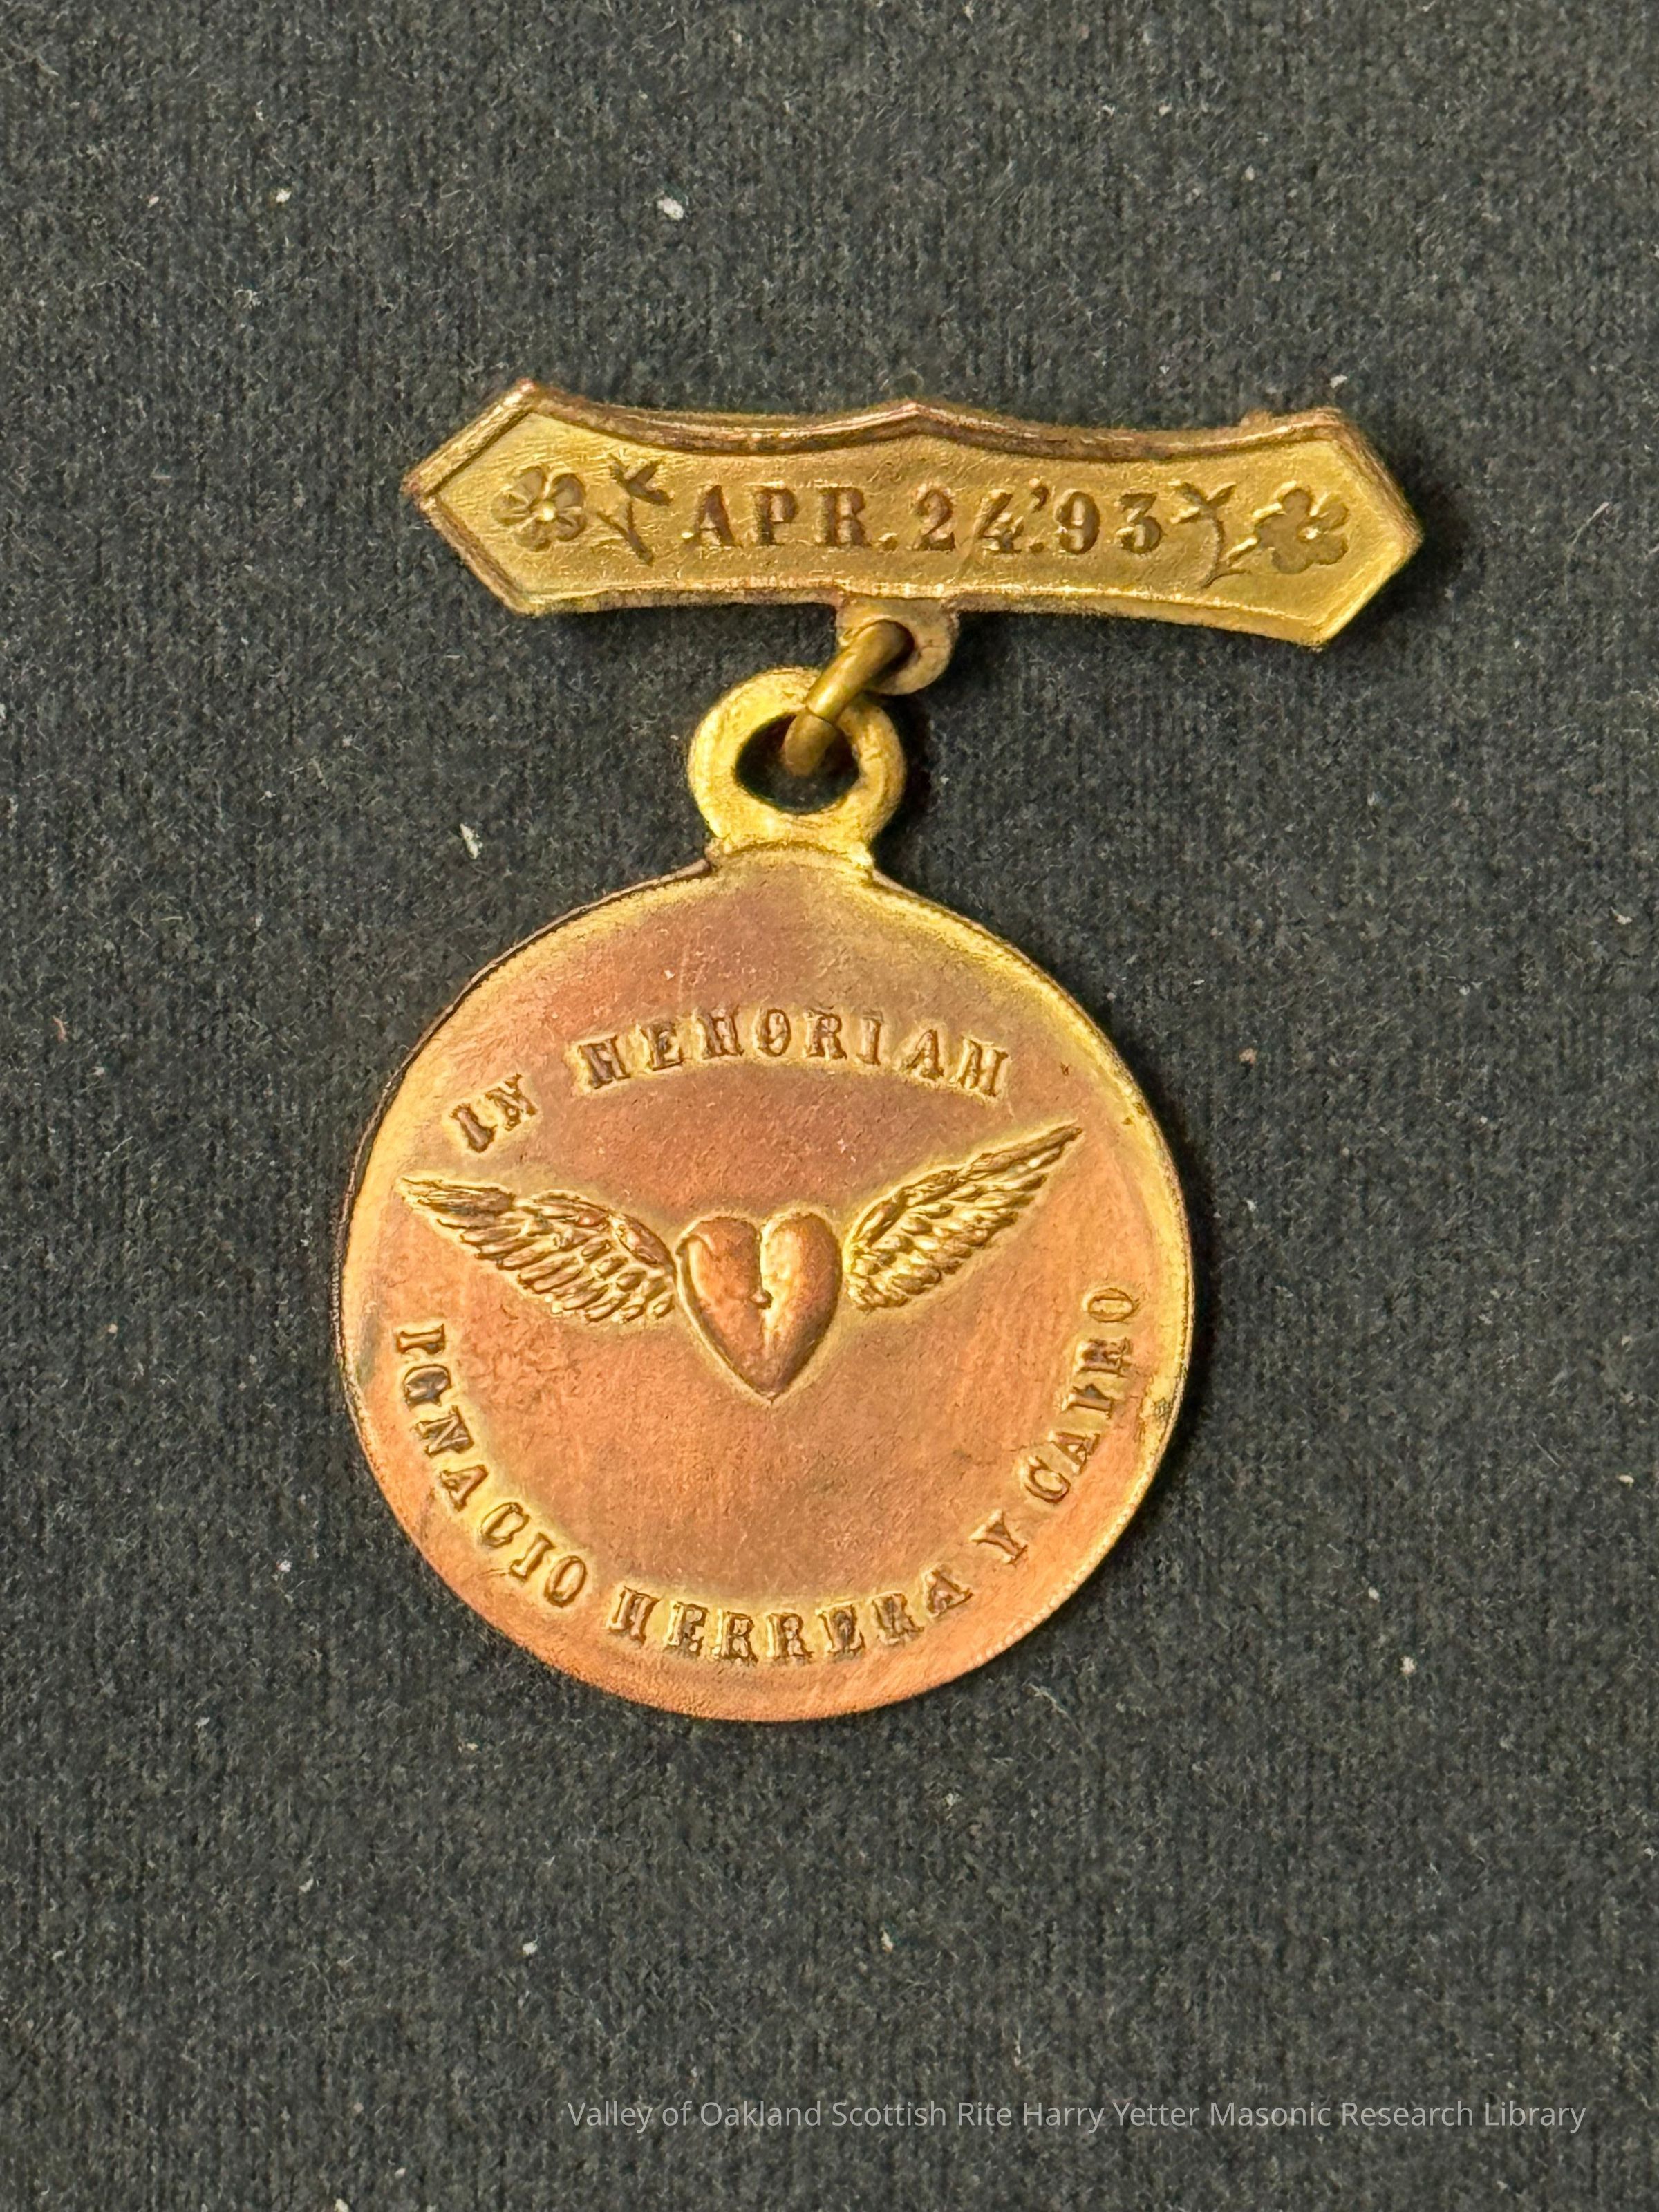 APR. 24.'93
IN MEMORIAM
IGNACIO HERRERA Y CAIRO
Valley of Oakland Scottish Rite Harry Yetter Masonic Research Library